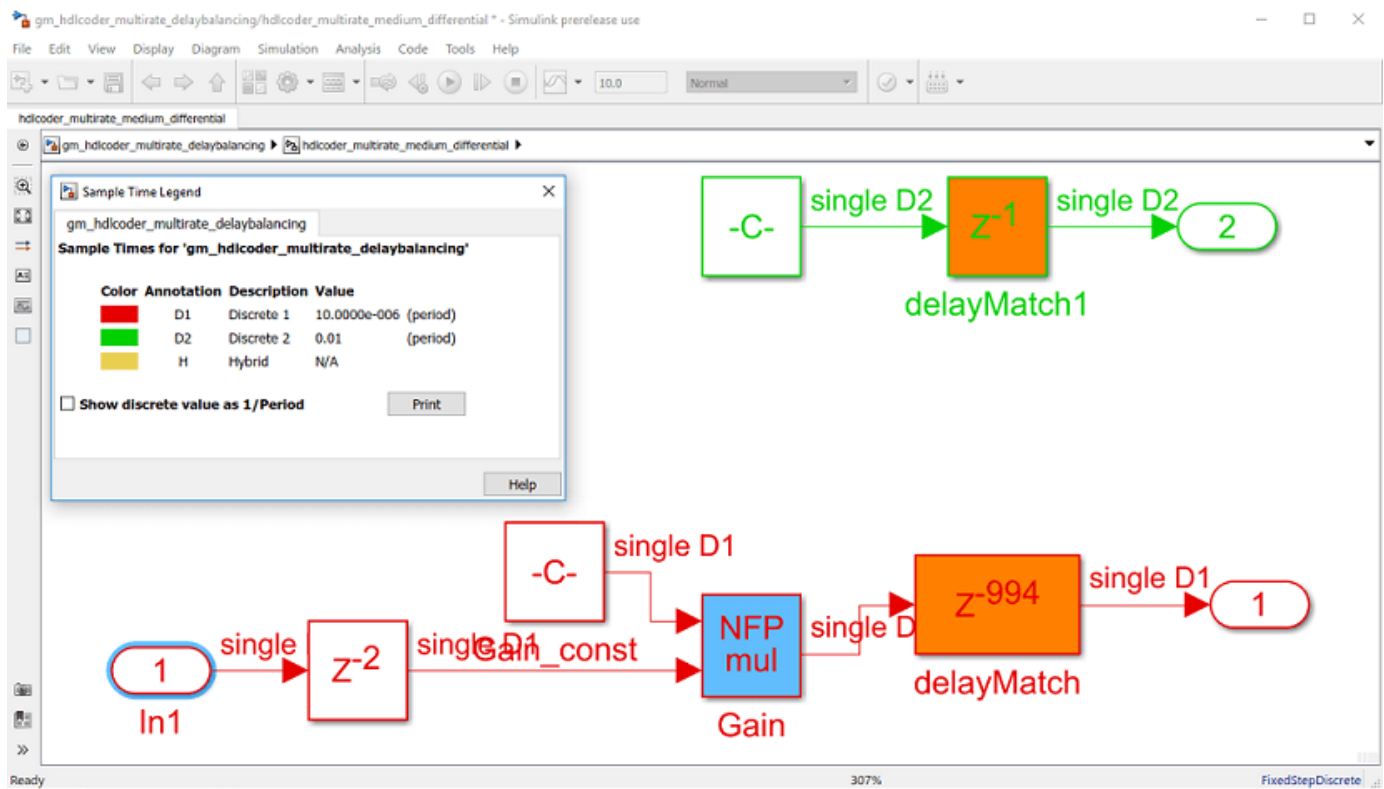 gm_hdlcoder_multirate_delaybalancing/hdlcoder_multirate_medium_differential * - Simulink prerelease use
File Edit View Display Diagram Simulation Analysis Code Tools Help
10.0 Normal
hdlcoder_multirate_medium_differential
gm_hdlcoder_multirate_delaybalancing hdlcoder_multirate_medium_differential
Sample Time Legend
gm_hdlcoder_multirate_delaybalancing
Sample Times for 'gm_hdlcoder_multirate_delaybalancing'
Color Annotation Description Value
D1 Discrete 1 10.0000e-006 (period)
D2 Discrete 2 0.01 (period)
H Hybrid N/A
Show discrete value as 1/Period Print
Help
-C- single D2 Z-1 single D2 2
delayMatch1
-C- single D1
Gain_const
1 single Z-2 single D1 NFP mul single D Z-994 single D1 1
In1 Gain delayMatch
Ready 307% FixedStepDiscrete